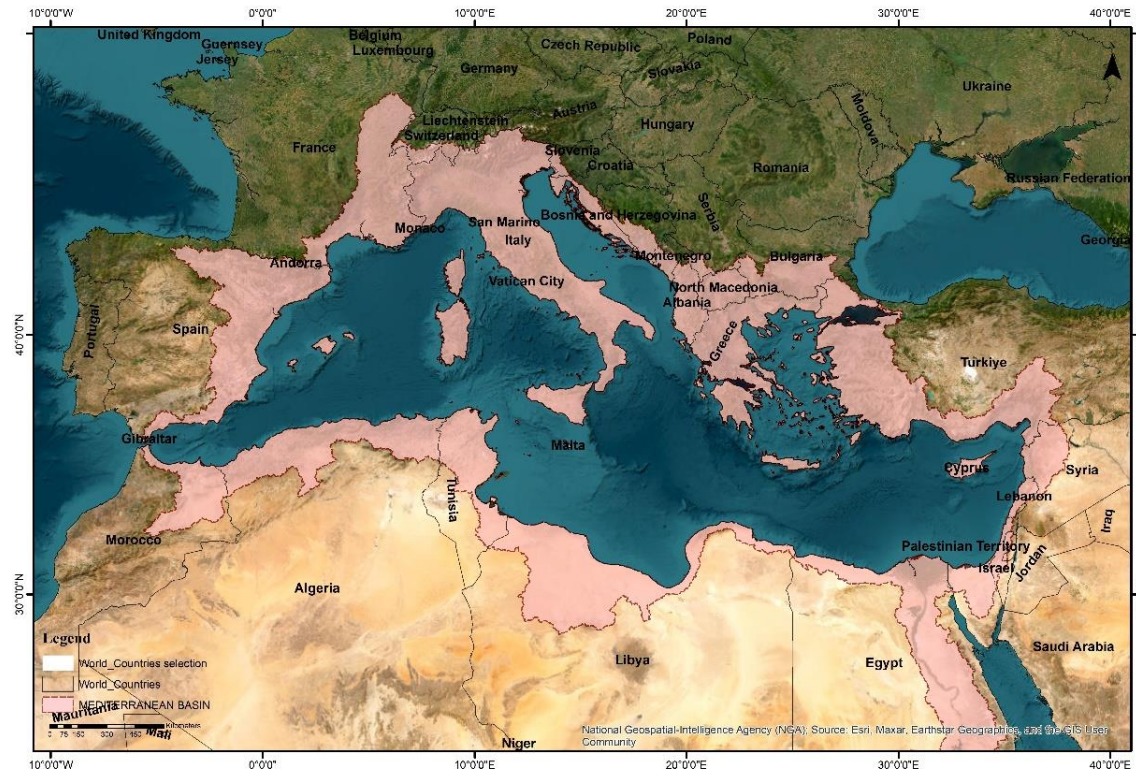 10°0'0"W 0°0'0" 10°0'0"E 20°0'0"E 30°0'0"E 40°0'0"E
United Kingdom
Guernsey
Jersey
Belgium
Luxembourg
Czech Republic
Poland
Germany
Slovakia
Ukraine
Austria
Liechtenstein
Switzerland
Hungary
Moldova
France
Slovenia
Croatia
Romania
Russian Federation
Bosnia and Herzegovina
Serbia
San Marino
Monaco
Italy
Georgia
Andorra
Montenegro
Bulgaria
Vatican City
North Macedonia
Albania
Portugal
Spain
Greece
Turkiye
40°0'0"N
40°0'0"N
Gibraltar
Malta
Cyprus
Syria
Lebanon
Tunisia
Iraq
Morocco
Palestinian Territory
Israel
Jordan
Algeria
30°0'0"N
30°0'0"N
Libya
Egypt
Saudi Arabia
Legend
World_Countries selection
World_Countries
MEDITERRANEAN BASIN
Mauritania
Kilometers
0 75 150 300 450
Mali
Niger
National Geospatial-Intelligence Agency (NGA); Source: Esri, Maxar, Earthstar Geographics, and the GIS User
Community
10°0'0"W 0°0'0" 10°0'0"E 20°0'0"E 30°0'0"E 40°0'0"E